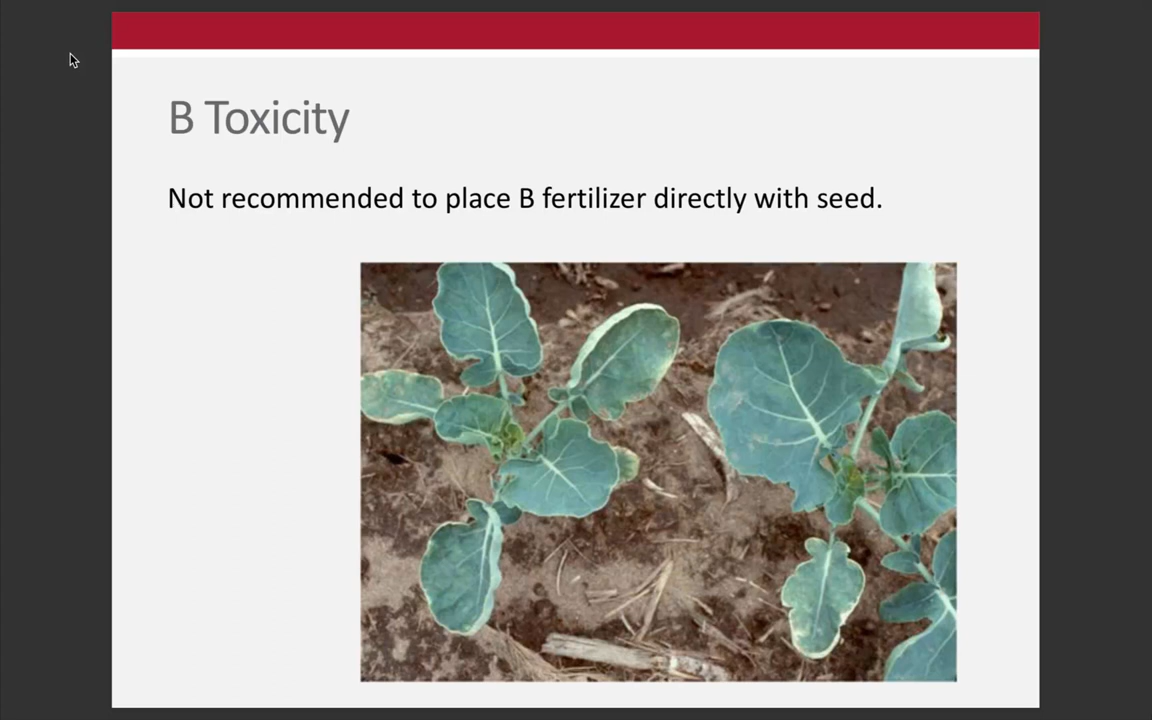 B Toxicity
Not recommended to place B fertilizer directly with seed.